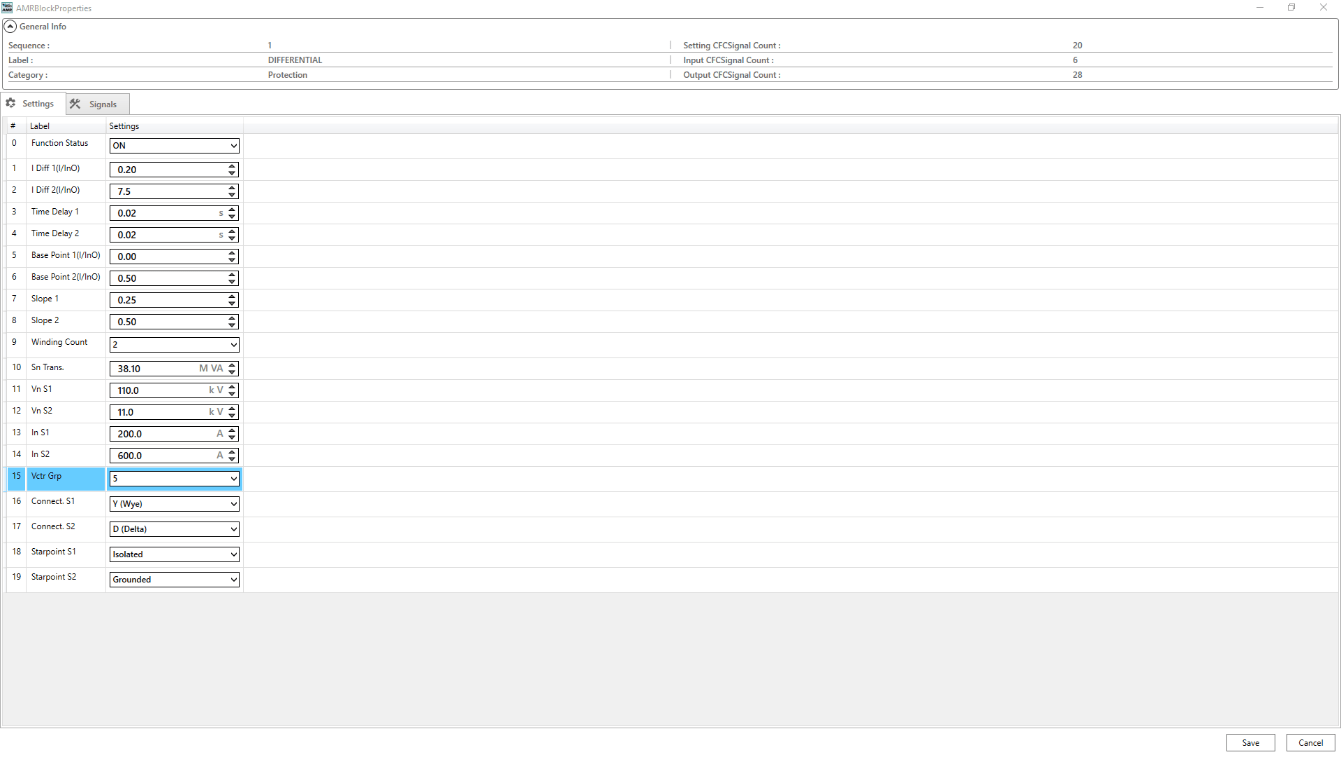 AMRBlockProperties
General Info
Sequence : 1 Setting CFCSignal Count : 20
Label : DIFFERENTIAL Input CFCSignal Count : 6
Category : Protection Output CFCSignal Count : 28
Settings Signals
# Label Settings
0 Function Status ON
1 I Diff 1(I/InO) 0.20
2 I Diff 2(I/InO) 7.5
3 Time Delay 1 0.02 s
4 Time Delay 2 0.02 s
5 Base Point 1(I/InO) 0.00
6 Base Point 2(I/InO) 0.50
7 Slope 1 0.25
8 Slope 2 0.50
9 Winding Count 2
10 Sn Trans. 38.10 M VA
11 Vn S1 110.0 k V
12 Vn S2 11.0 k V
13 In S1 200.0 A
14 In S2 600.0 A
15 Vctr Grp 5
16 Connect. S1 Y (Wye)
17 Connect. S2 D (Delta)
18 Starpoint S1 Isolated
19 Starpoint S2 Grounded
Save Cancel